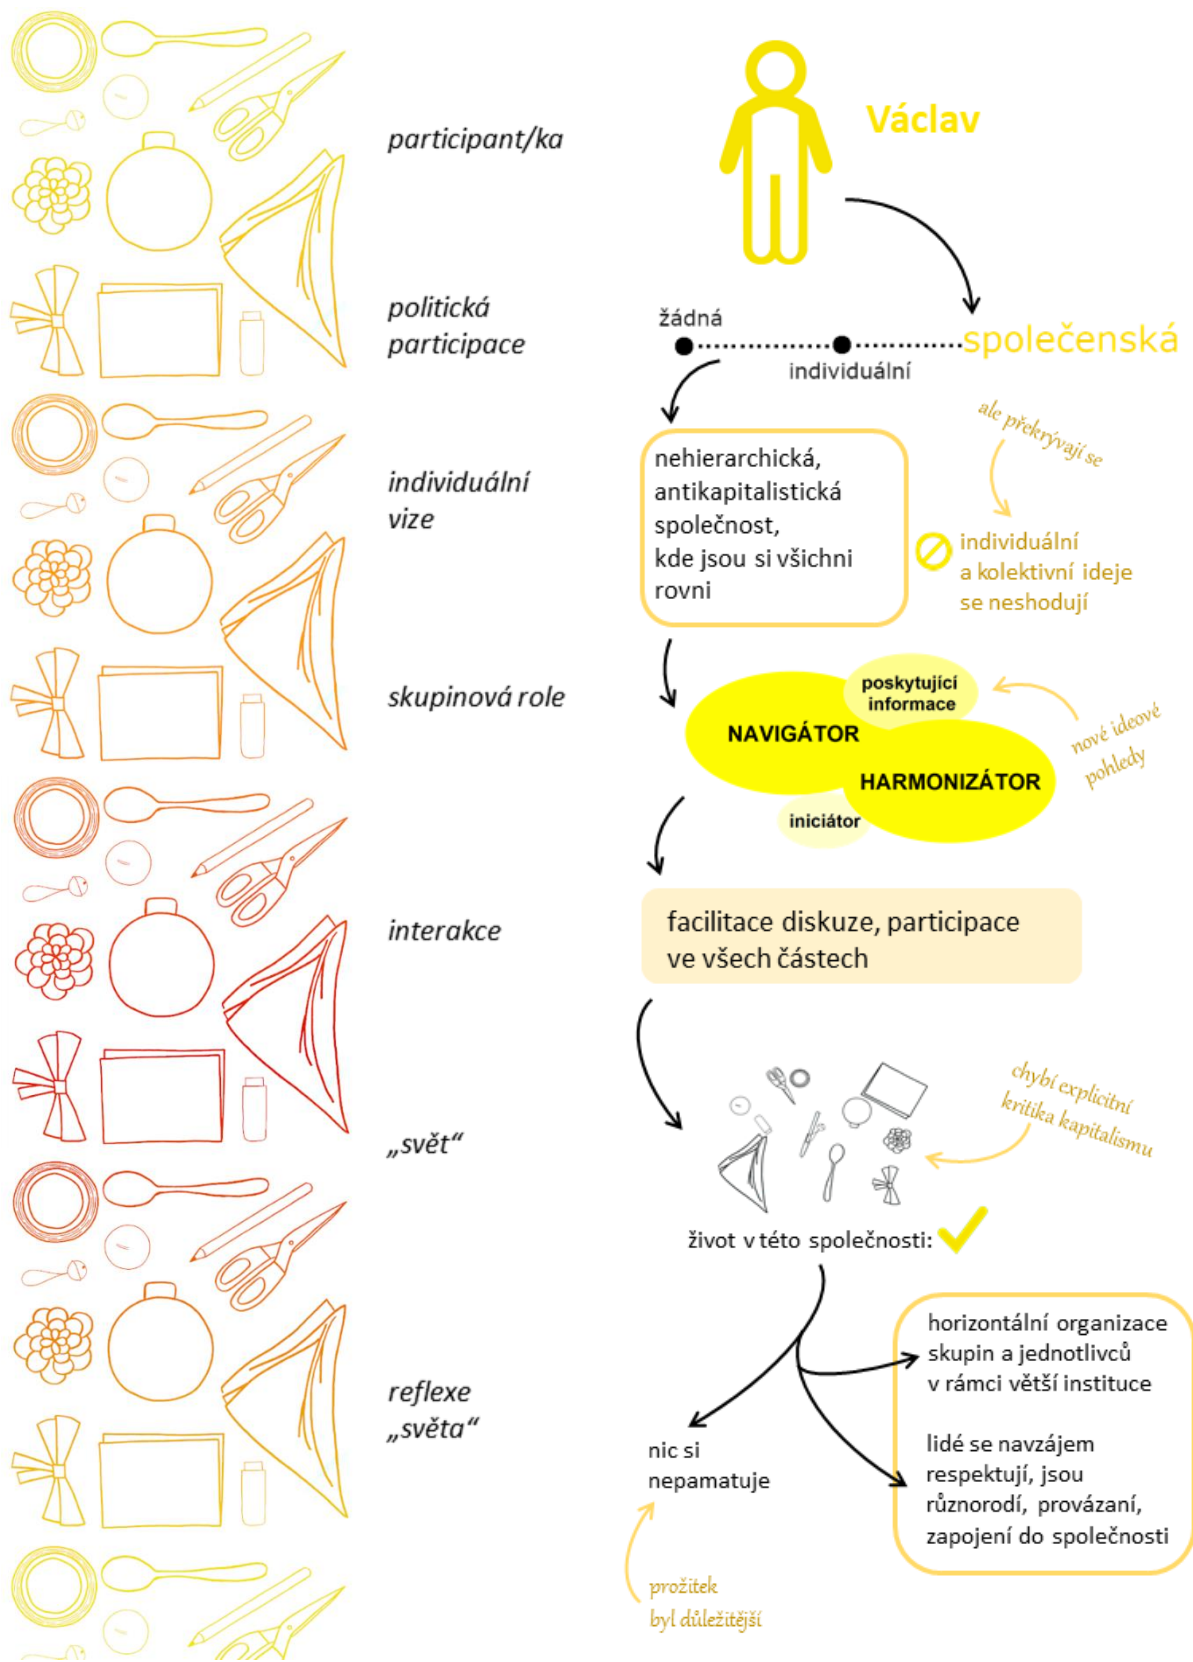 participant/ka
Václav
politická
participace
žádná
individuální
společenská
individuální
vize
nehierarchická,
antikapitalistická
společnost,
kde jsou si všichni
rovni
ale překrývají se
individuální
a kolektivní ideje
se neshodují
skupinová role
NAVIGÁTOR
poskytující
informace
HARMONIZÁTOR
iniciátor
nové ideové
pohledy
interakce
facilitace diskuze, participace
ve všech částech
„svět“
chybí explicitní
kritika kapitalismu
život v této společnosti:
reflexe
„světa“
nic si
nepamatuje
prožitek
byl důležitější
horizontální organizace
skupin a jednotlivců
v rámci větší instituce
lidé se navzájem
respektují, jsou
různorodí, provázaní,
zapojení do společnosti